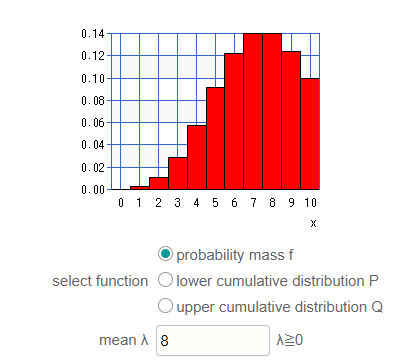 0.14
0.12
0.10
0.08
0.06
0.04
0.02
0.00
0 1 2 3 4 5 6 7 8 9 10
x
probability mass f
select function
lower cumulative distribution P
upper cumulative distribution Q
mean λ 8 λ≧0